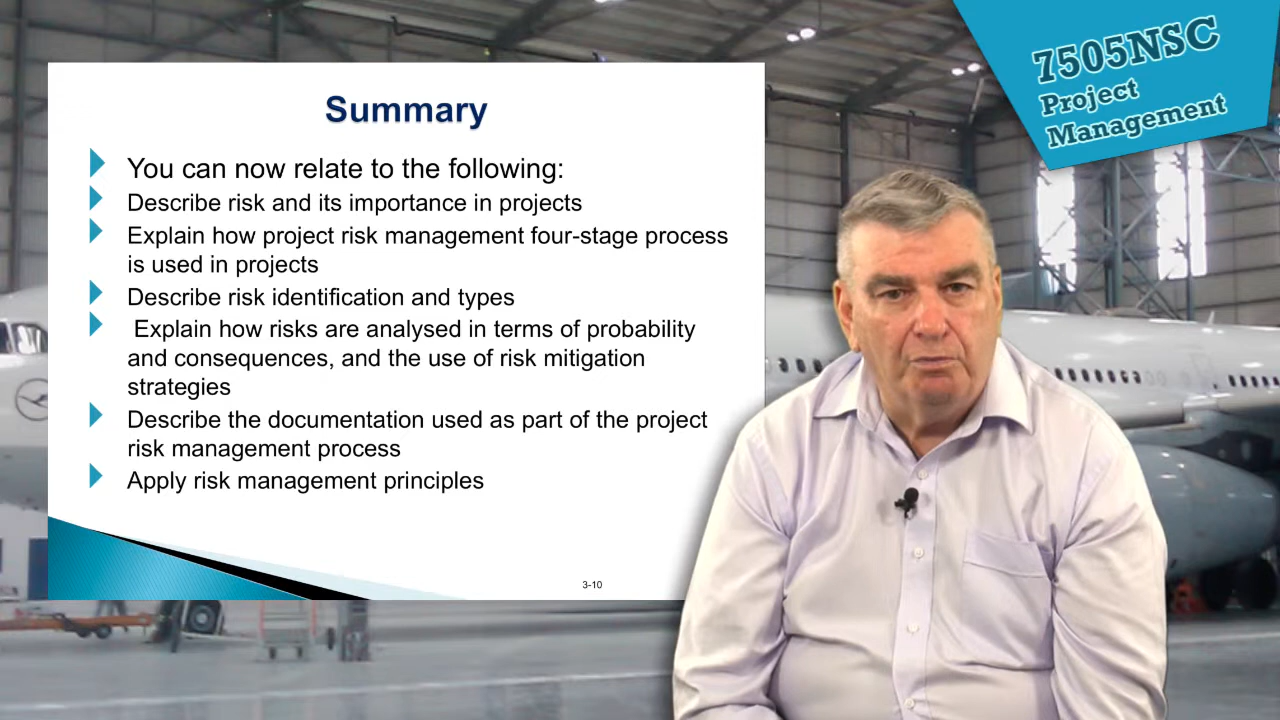 7505NSC
Project
Management
Summary
You can now relate to the following:
Describe risk and its importance in projects
Explain how project risk management four-stage process
is used in projects
Describe risk identification and types
Explain how risks are analysed in terms of probability
and consequences, and the use of risk mitigation
strategies
Describe the documentation used as part of the project
risk management process
Apply risk management principles
3-10